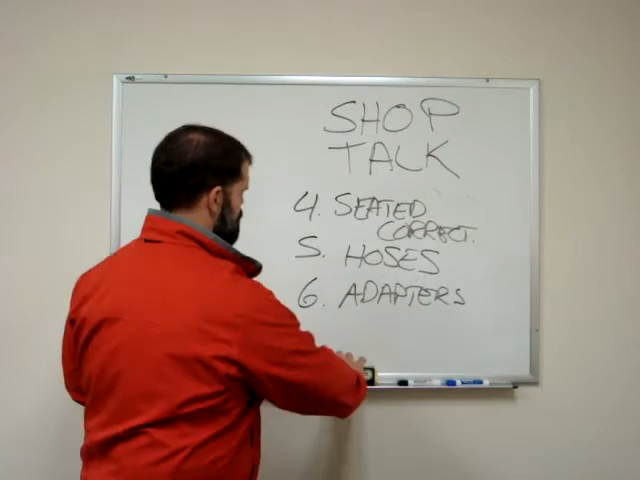 SHOP
TALK
4. SEATED
CORRECT.
5. HOSES
6. ADAPTERS